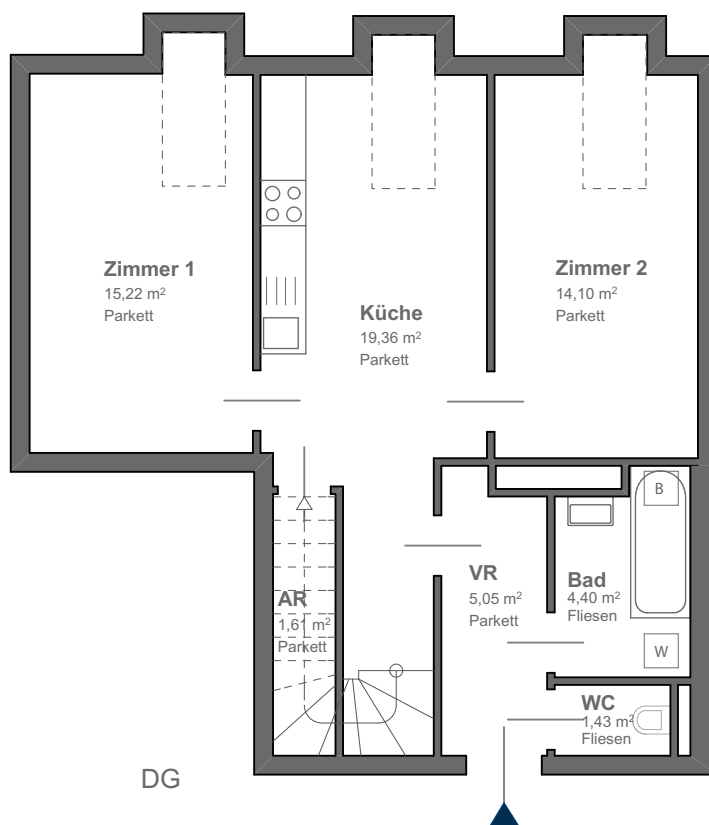 Zimmer 1
15,22 m²
Parkett
Küche
19,36 m²
Parkett
Zimmer 2
14,10 m²
Parkett
B
AR
1,61 m²
Parkett
VR
5,05 m²
Parkett
Bad
4,40 m²
Fliesen
W
WC
1,43 m²
Fliesen
DG